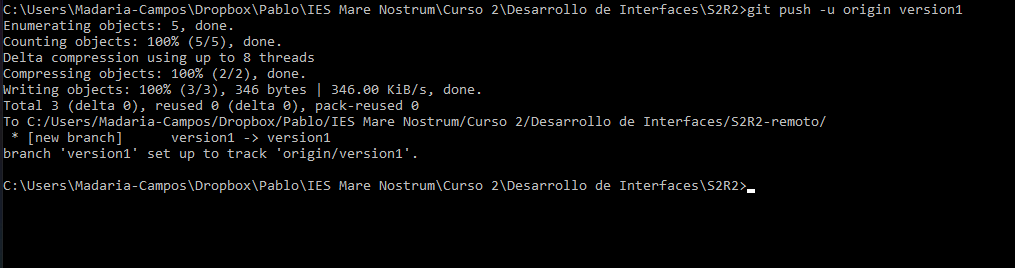 C:\Users\Madaria-Campos\Dropbox\Pablo\IES Mare Nostrum\Curso 2\Desarrollo de Interfaces\S2R2>git push -u origin version1
Enumerating objects: 5, done.
Counting objects: 100% (5/5), done.
Delta compression using up to 8 threads
Compressing objects: 100% (2/2), done.
Writing objects: 100% (3/3), 346 bytes | 346.00 KiB/s, done.
Total 3 (delta 0), reused 0 (delta 0), pack-reused 0
To C:/Users/Madaria-Campos/Dropbox/Pablo/IES Mare Nostrum/Curso 2/Desarrollo de Interfaces/S2R2-remoto/
 * [new branch]      version1 -> version1
branch 'version1' set up to track 'origin/version1'.
C:\Users\Madaria-Campos\Dropbox\Pablo\IES Mare Nostrum\Curso 2\Desarrollo de Interfaces\S2R2>